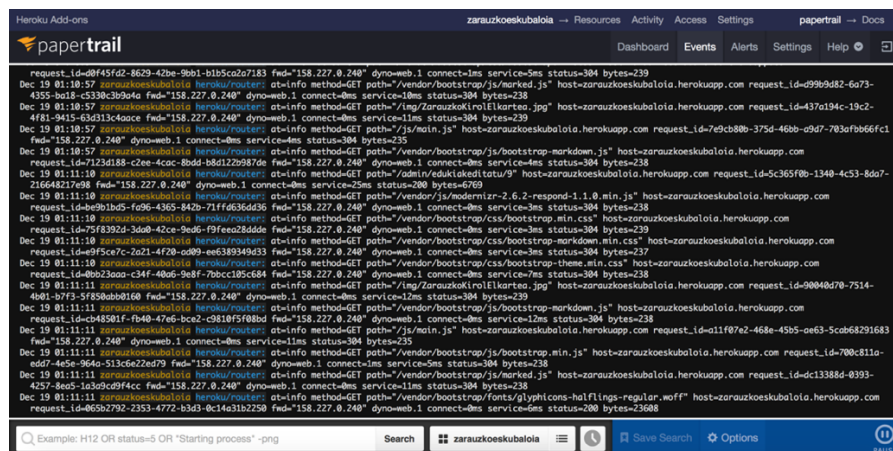 Heroku Add-ons
zarauzkoeskubaloia → Resources Activity Access Settings papertrail → Docs
papertrail
Dashboard Events Alerts Settings Help
request_id=d0f45fd2-8629-42be-9bb1-b1b5ca2a7183 fwd="158.227.0.240" dyno=web.1 connect=1ms service=5ms status=304 bytes=239
Dec 19 01:10:57 zarauzkoeskubaloia heroku/router: at=info method=GET path="/vendor/bootstrap/js/marked.js" host=zarauzkoeskubaloia.herokuapp.com request_id=d99b9d82-6a73-
4355-ba18-c5330c3b9a4a fwd="158.227.0.240" dyno=web.1 connect=0ms service=10ms status=304 bytes=238
Dec 19 01:10:57 zarauzkoeskubaloia heroku/router: at=info method=GET path="/img/ZarauzkoKirolElkartea.jpg" host=zarauzkoeskubaloia.herokuapp.com request_id=437a194c-19c2-
4f81-9415-63d313c4aace fwd="158.227.0.240" dyno=web.1 connect=0ms service=11ms status=304 bytes=239
Dec 19 01:10:57 zarauzkoeskubaloia heroku/router: at=info method=GET path="/js/main.js" host=zarauzkoeskubaloia.herokuapp.com request_id=7e9cb80b-375d-46bb-a9d7-703afbb66fc1
fwd="158.227.0.240" dyno=web.1 connect=0ms service=4ms status=304 bytes=235
Dec 19 01:10:57 zarauzkoeskubaloia heroku/router: at=info method=GET path="/vendor/bootstrap/js/bootstrap-markdown.js" host=zarauzkoeskubaloia.herokuapp.com
request_id=7123d188-c2ee-4cac-8bdd-b8d122b987de fwd="158.227.0.240" dyno=web.1 connect=0ms service=4ms status=304 bytes=238
Dec 19 01:11:10 zarauzkoeskubaloia heroku/router: at=info method=GET path="/admin/edukiakeditatu/9" host=zarauzkoeskubaloia.herokuapp.com request_id=5c365f0b-1340-4c53-8da7-
216648217e98 fwd="158.227.0.240" dyno=web.1 connect=0ms service=25ms status=200 bytes=6769
Dec 19 01:11:10 zarauzkoeskubaloia heroku/router: at=info method=GET path="/vendor/js/modernizr-2.6.2-respond-1.1.0.min.js" host=zarauzkoeskubaloia.herokuapp.com
request_id=be9b1bd5-fa96-4365-842b-71ffd636dd36 fwd="158.227.0.240" dyno=web.1 connect=0ms service=3ms status=304 bytes=238
Dec 19 01:11:10 zarauzkoeskubaloia heroku/router: at=info method=GET path="/vendor/bootstrap/css/bootstrap.min.css" host=zarauzkoeskubaloia.herokuapp.com
request_id=75f8392d-3da0-42ce-9ed6-f9feea28ddde fwd="158.227.0.240" dyno=web.1 connect=0ms service=3ms status=304 bytes=239
Dec 19 01:11:10 zarauzkoeskubaloia heroku/router: at=info method=GET path="/vendor/bootstrap/css/bootstrap-markdown.min.css" host=zarauzkoeskubaloia.herokuapp.com
request_id=e9f5ce7c-2a21-4f20-ad09-ee6389349d33 fwd="158.227.0.240" dyno=web.1 connect=0ms service=3ms status=304 bytes=237
Dec 19 01:11:10 zarauzkoeskubaloia heroku/router: at=info method=GET path="/vendor/bootstrap/css/bootstrap-theme.min.css" host=zarauzkoeskubaloia.herokuapp.com
request_id=0bb23aaa-c34f-40a6-9e8f-7bbcc105c684 fwd="158.227.0.240" dyno=web.1 connect=0ms service=7ms status=304 bytes=238
Dec 19 01:11:11 zarauzkoeskubaloia heroku/router: at=info method=GET path="/img/ZarauzkoKirolElkartea.jpg" host=zarauzkoeskubaloia.herokuapp.com request_id=90040d70-7514-
4b01-b7f3-5f850abb0160 fwd="158.227.0.240" dyno=web.1 connect=0ms service=12ms status=304 bytes=239
Dec 19 01:11:11 zarauzkoeskubaloia heroku/router: at=info method=GET path="/vendor/bootstrap/js/bootstrap-markdown.js" host=zarauzkoeskubaloia.herokuapp.com
request_id=cb48501f-fb40-47e6-bce2-c9810f5f08bd fwd="158.227.0.240" dyno=web.1 connect=0ms service=12ms status=304 bytes=238
Dec 19 01:11:11 zarauzkoeskubaloia heroku/router: at=info method=GET path="/js/main.js" host=zarauzkoeskubaloia.herokuapp.com request_id=a11f07e2-468e-45b5-ae63-5cab68291683
fwd="158.227.0.240" dyno=web.1 connect=0ms service=11ms status=304 bytes=235
Dec 19 01:11:11 zarauzkoeskubaloia heroku/router: at=info method=GET path="/vendor/bootstrap/js/bootstrap.min.js" host=zarauzkoeskubaloia.herokuapp.com request_id=700c811a-
edd7-4e5e-964a-513c6e22ed79 fwd="158.227.0.240" dyno=web.1 connect=1ms service=5ms status=304 bytes=238
Dec 19 01:11:11 zarauzkoeskubaloia heroku/router: at=info method=GET path="/vendor/bootstrap/js/marked.js" host=zarauzkoeskubaloia.herokuapp.com request_id=dc13388d-0393-
4257-8ea5-1a3a9cd9f4cc fwd="158.227.0.240" dyno=web.1 connect=0ms service=11ms status=304 bytes=238
Dec 19 01:11:11 zarauzkoeskubaloia heroku/router: at=info method=GET path="/vendor/bootstrap/fonts/glyphicons-halflings-regular.woff" host=zarauzkoeskubaloia.herokuapp.com
request_id=065b2792-2353-4772-b3d3-0c14a31b2250 fwd="158.227.0.240" dyno=web.1 connect=0ms service=6ms status=200 bytes=23608
Example: H12 OR status=5 OR "Starting process" -png Search zarauzkoeskubaloia Save Search Options